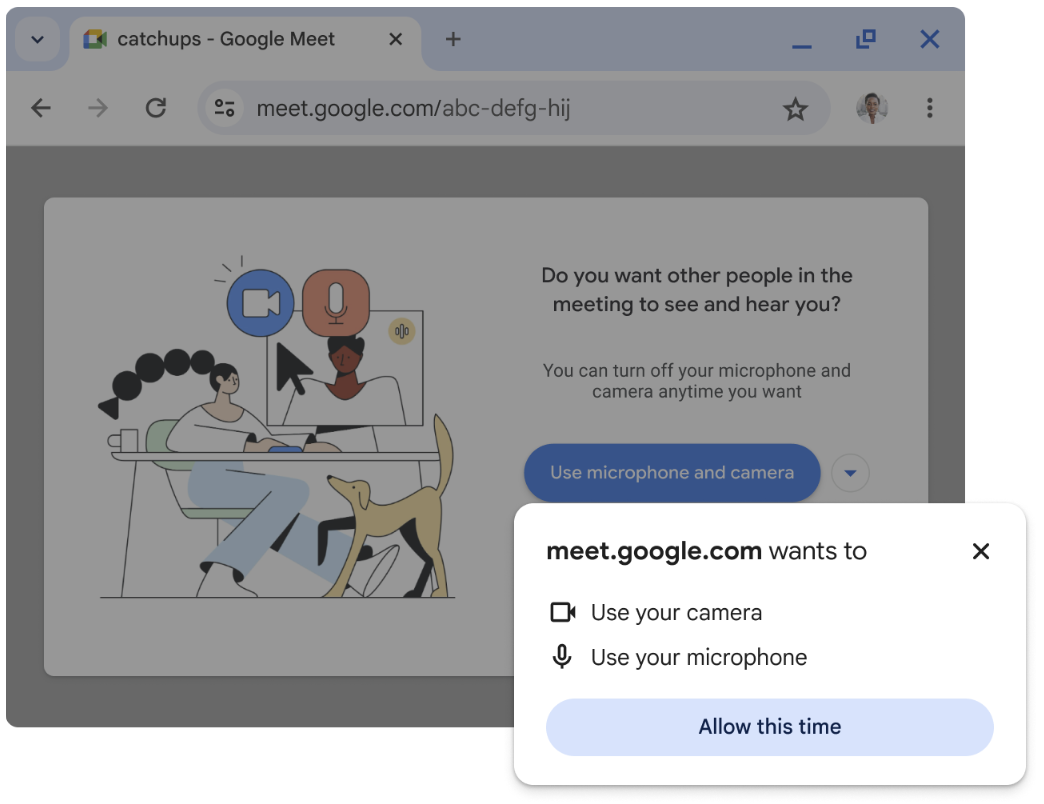 catchups - Google Meet
meet.google.com/abc-defg-hij
Do you want other people in the
meeting to see and hear you?
You can turn off your microphone and
camera anytime you want
Use microphone and camera
meet.google.com wants to
Use your camera
Use your microphone
Allow this time